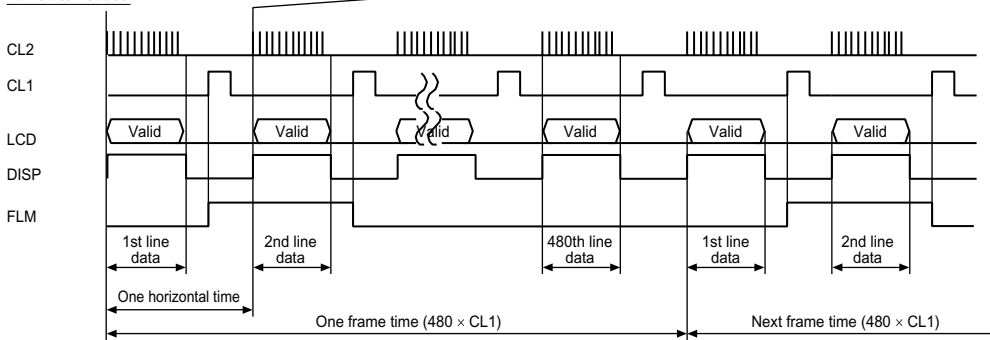 CL2
CL1
LCD
Valid Valid Valid Valid Valid Valid
DISP
FLM
1st line data
2nd line data
480th line data
1st line data
2nd line data
One horizontal time
One frame time (480 × CL1)
Next frame time (480 × CL1)